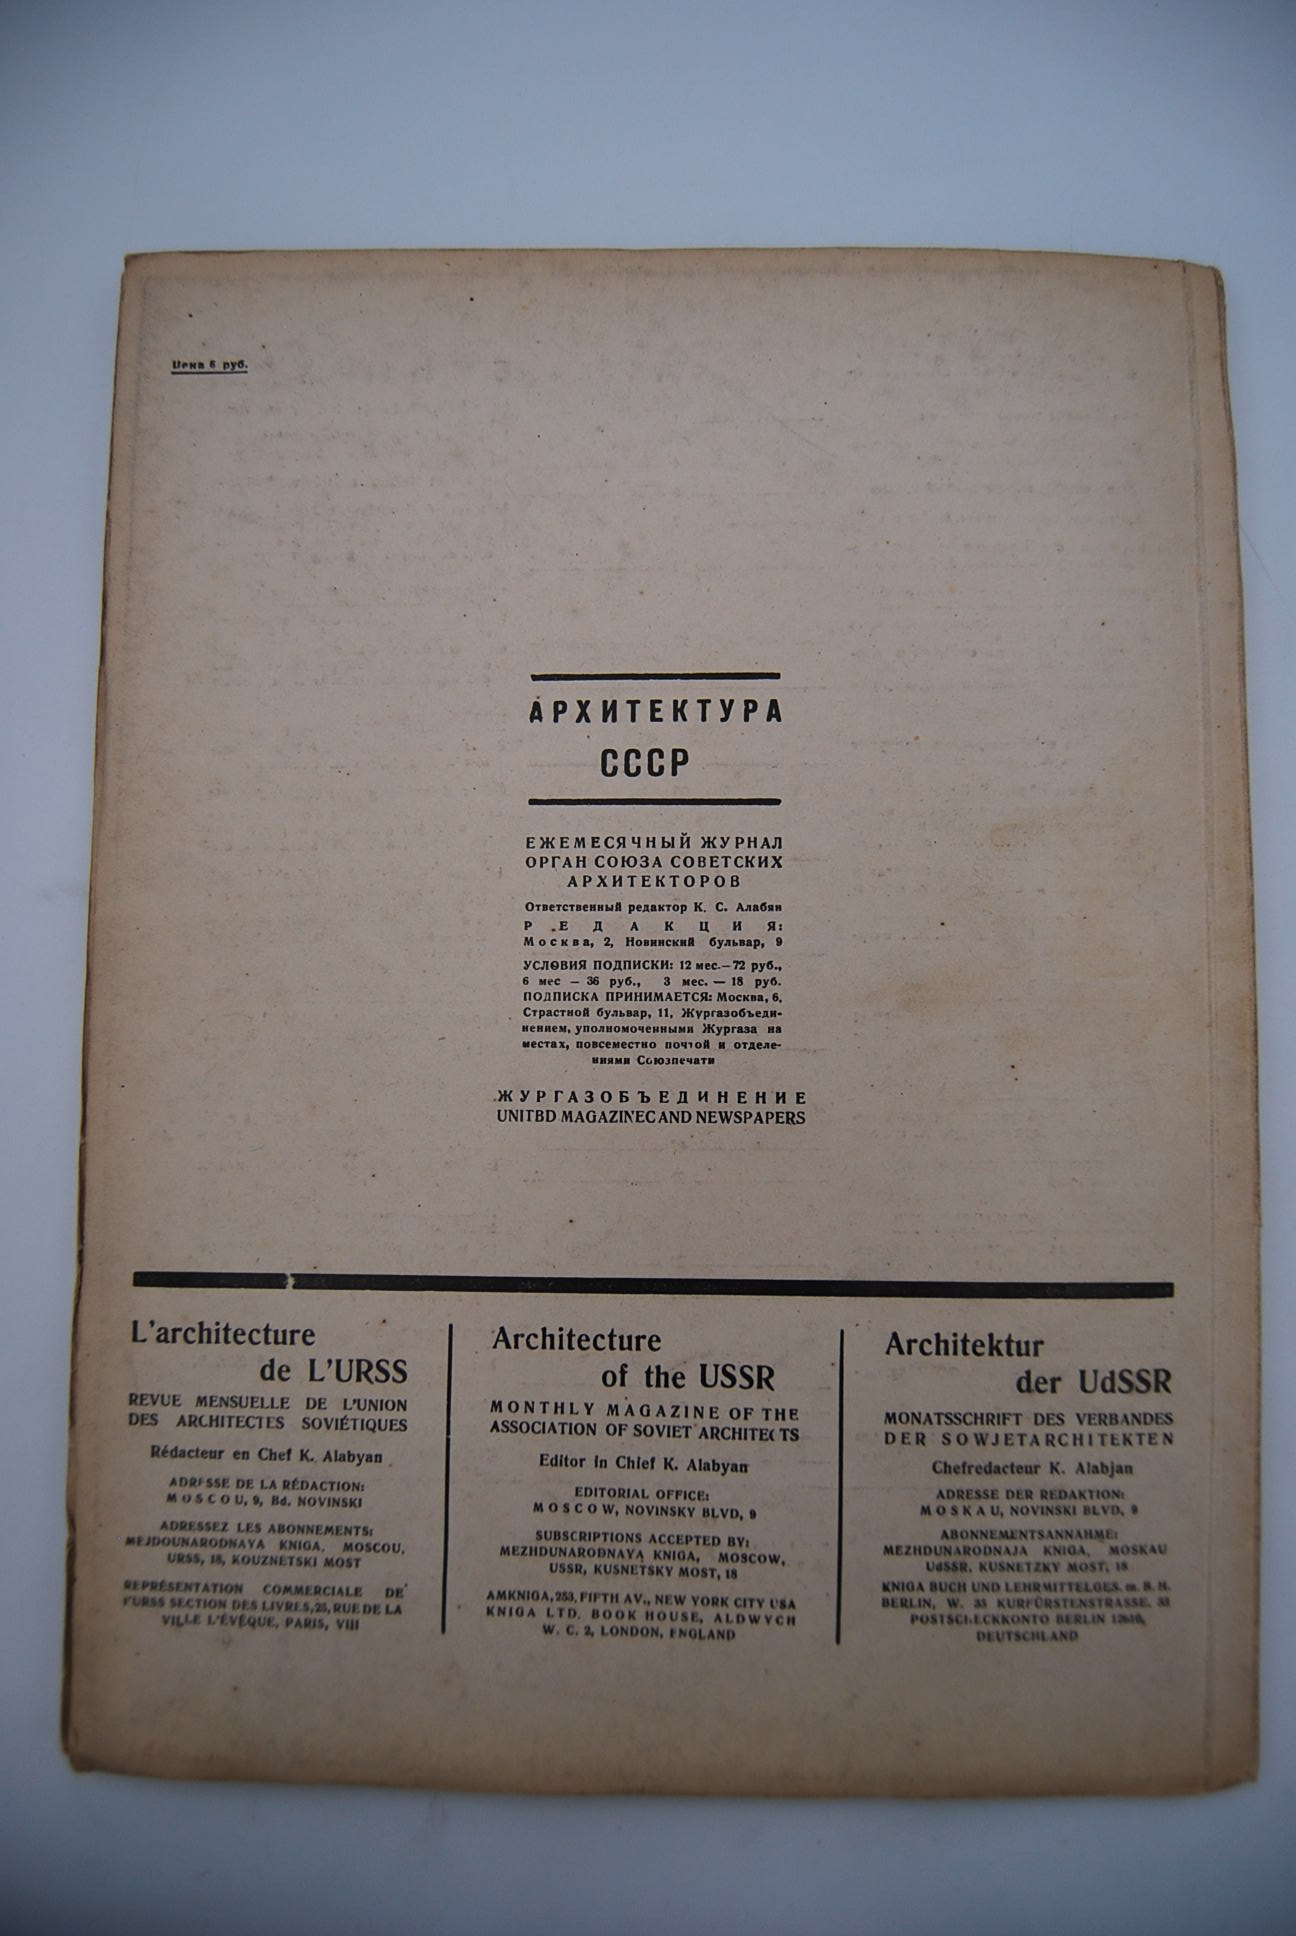 Цена 6 руб.
АРХИТЕКТУРА
СССР
ЕЖЕМЕСЯЧНЫЙ ЖУРНАЛ
ОРГАН СОЮЗА СОВЕТСКИХ
АРХИТЕКТОРОВ
Ответственный редактор К. С. Алабян
РЕДАКЦИЯ:
Москва, 2, Новинский бульвар, 9
УСЛОВИЯ ПОДПИСКИ: 12 мес.—72 руб.,
6 мес — 36 руб., 3 мес. — 18 руб.
ПОДПИСКА ПРИНИМАЕТСЯ: Москва, 6,
Страстной бульвар, 11, Жургазобъеди-
нением, уполномоченными Жургаза на
местах, повсеместно почтой и отделе-
ниями Союзпечати
ЖУРГАЗОБЪЕДИНЕНИЕ
UNITBD MAGAZINEC AND NEWSPAPERS
L'architecture
de L'URSS
REVUE MENSUELLE DE L'UNION
DES ARCHITECTES SOVIÉTIQUES
Rédacteur en Chef K. Alabyan
ADRESSE DE LA RÉDACTION:
MOSCOU, 9, Bd. NOVINSKI
ADRESSEZ LES ABONNEMENTS:
MEJDOUNARODNAYA KNIGA, MOSCOU,
URSS, 18, KOUZNETSKI MOST
REPRÉSENTATION COMMERCIALE DE
l'URSS SECTION DES LIVRES, 25, RUE DE LA
VILLE L'ÉVÊQUE, PARIS, VIII
Architecture
of the USSR
MONTHLY MAGAZINE OF THE
ASSOCIATION OF SOVIET ARCHITECTS
Editor in Chief K. Alabyan
EDITORIAL OFFICE:
MOSCOW, NOVINSKY BLVD, 9
SUBSCRIPTIONS ACCEPTED BY:
MEZHDUNARODNAYA KNIGA, MOSCOW,
USSR, KUSNETSKY MOST, 18
AMKNIGA, 253, FIFTH AV., NEW YORK CITY USA
KNIGA LTD. BOOK HOUSE, ALDWYCH
W. C. 2, LONDON, ENGLAND
Architektur
der UdSSR
MONATSSCHRIFT DES VERBANDES
DER SOWJETARCHITEKTEN
Chefredacteur K. Alabjan
ADRESSE DER REDAKTION:
MOSKAU, NOVINSKI BLVD, 9
ABONNEMENTSANNAHME:
MEZHDUNARODNAJA KNIGA, MOSKAU
UdSSR, KUSNETZKY MOST, 18
KNIGA BUCH UND LEHRMITTELGES. m. B. H.
BERLIN, W. 35 KURFÜRSTENSTRASSE, 33
POSTSCHECKKONTO BERLIN
DEUTSCHLAND